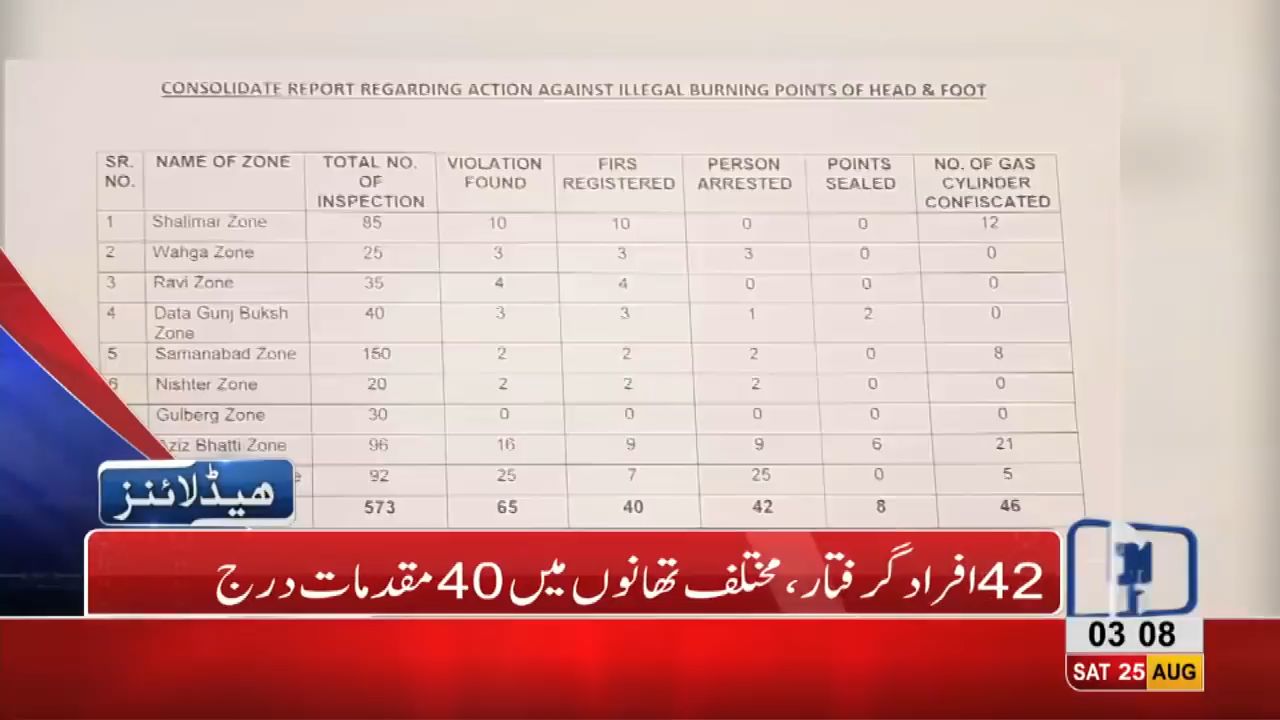 CONSOLIDATE REPORT REGARDING ACTION AGAINST ILLEGAL BURNING POINTS OF HEAD & FOOT
SR. NO. NAME OF ZONE TOTAL NO. OF INSPECTION VIOLATION FOUND FIRS REGISTERED PERSON ARRESTED POINTS SEALED NO. OF GAS CYLINDER CONFISCATED
1 Shalimar Zone 85 10 10 0 0 12
2 Wahga Zone 25 3 3 3 0 0
3 Ravi Zone 35 4 4 0 0 0
4 Data Gunj Buksh Zone 40 3 3 1 2 0
5 Samanabad Zone 150 2 2 2 0 8
6 Nishter Zone 20 2 2 2 0 0
Gulberg Zone 30 0 0 0 0 0
Aziz Bhatti Zone 96 16 9 9 6 21
92 25 7 25 0 5
573 65 40 42 8 46
ھیڈلائنز
42 افراد گرفتار، مختلف تھانوں میں 40 مقدمات درج
03 08
SAT 25 AUG